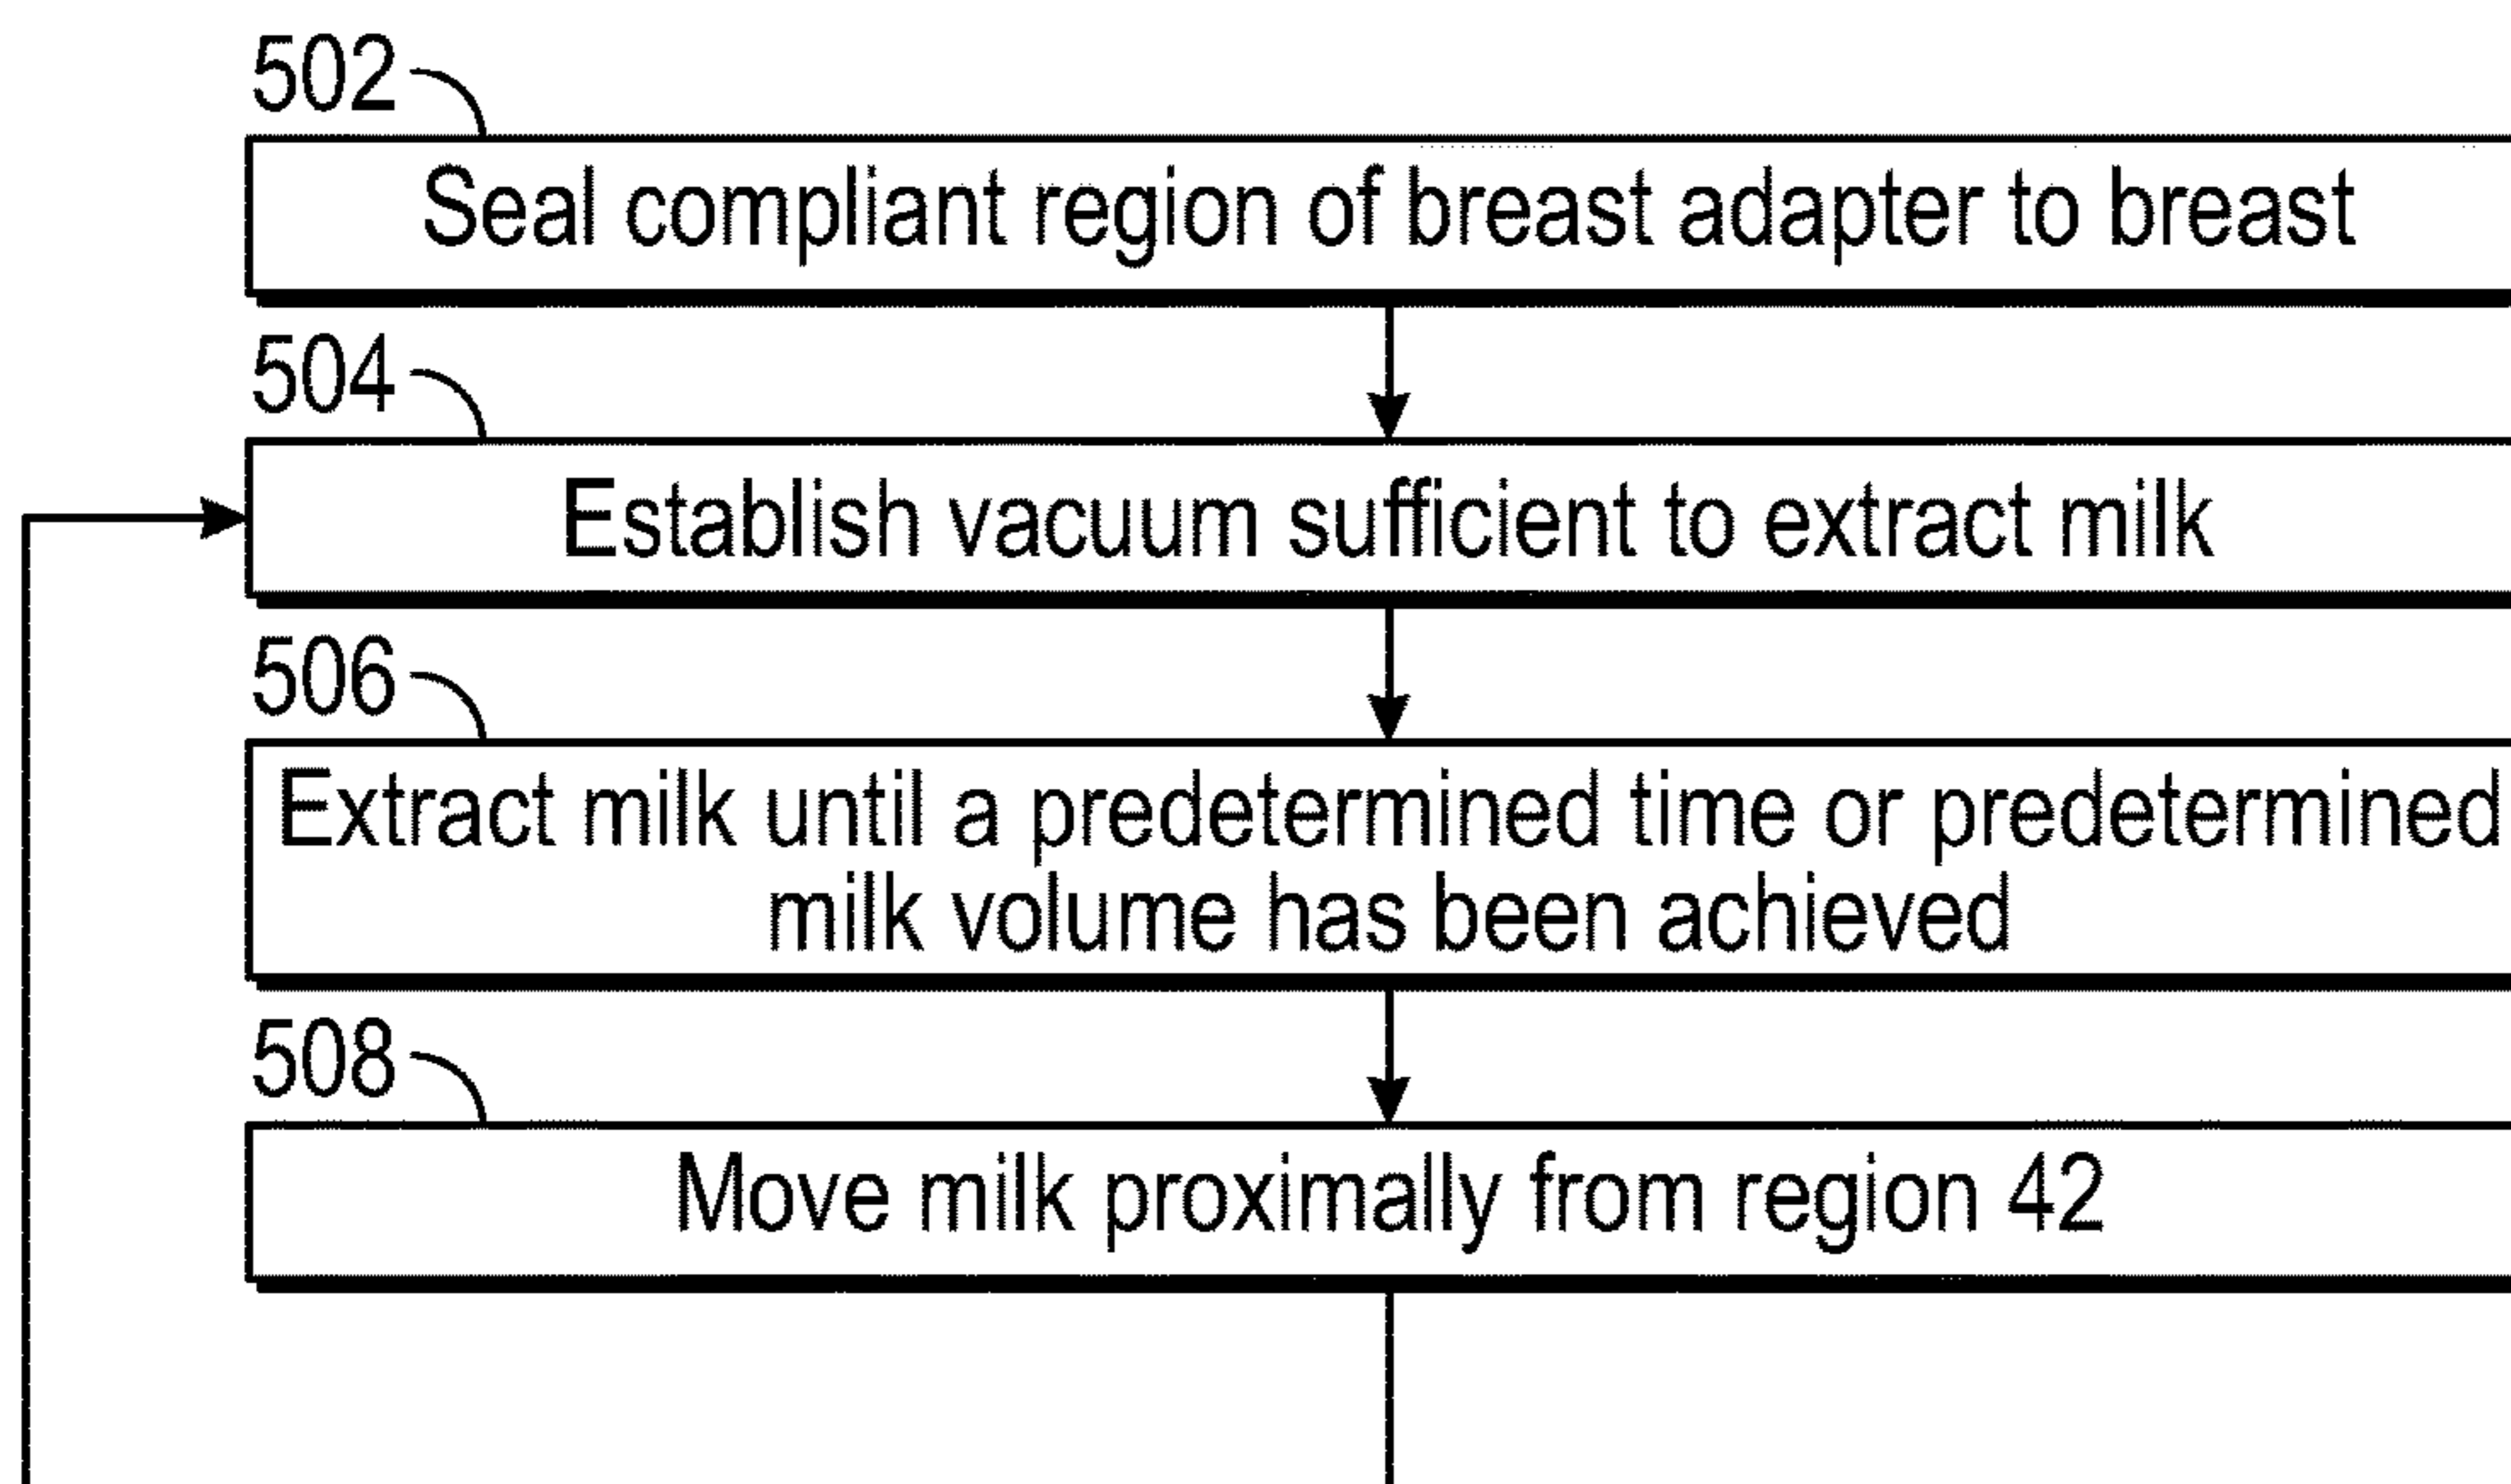 502
Seal compliant region of breast adapter to breast
504
Establish vacuum sufficient to extract milk
506
Extract milk until a predetermined time or predetermined
milk volume has been achieved
508
Move milk proximally from region 42